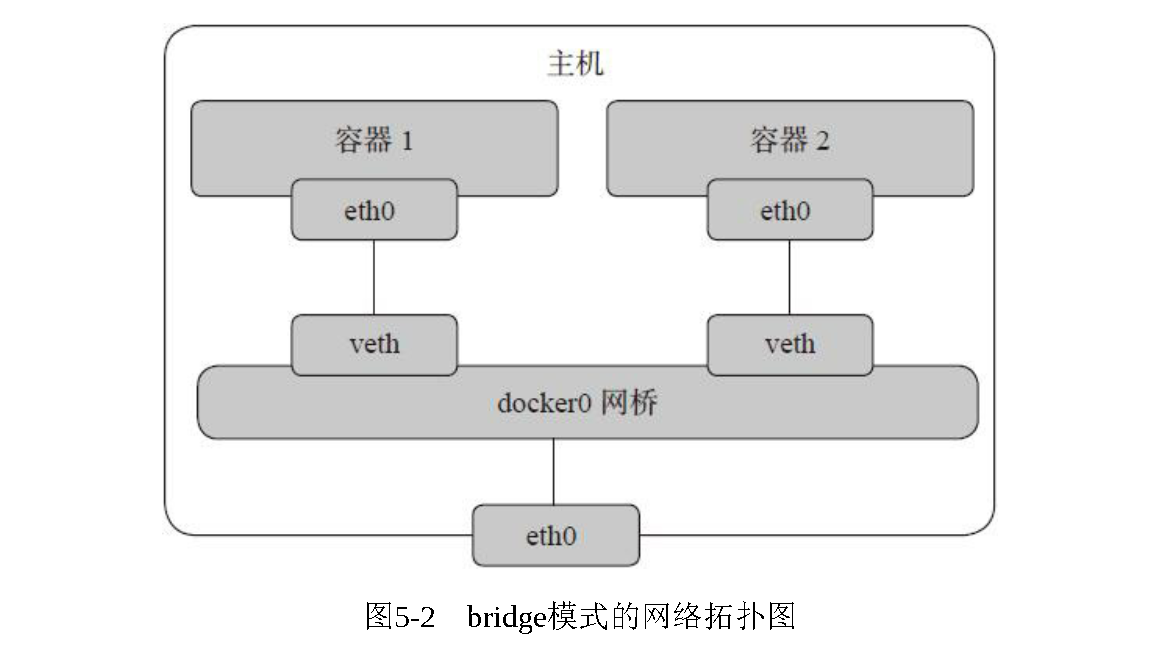 主机
容器 1
容器 2
eth0
eth0
veth
veth
docker0 网桥
eth0
图5-2 bridge模式的网络拓扑图